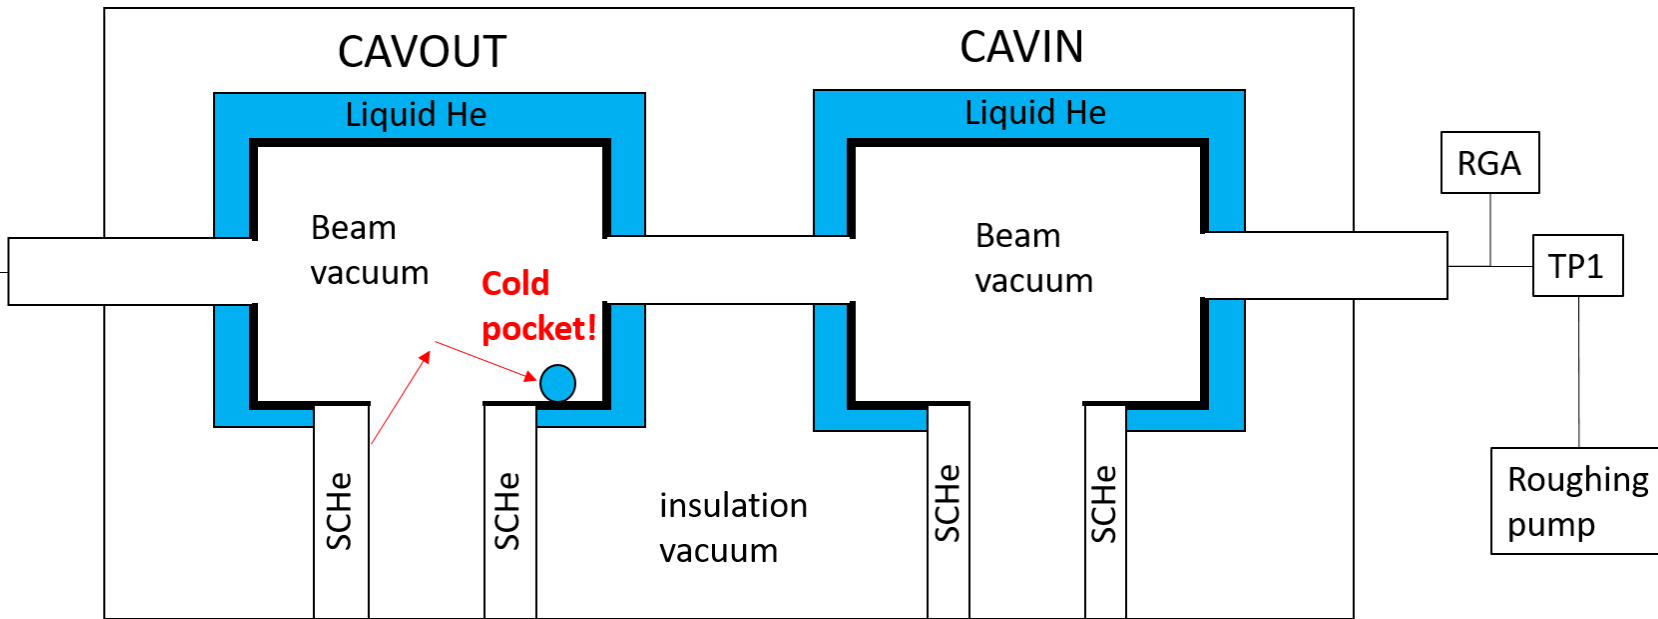 CAVOUT
CAVIN
Liquid He
Liquid He
RGA
Beam
vacuum
Beam
vacuum
Cold
pocket!
TP1
SCHe
SCHe
SCHe
SCHe
insulation
vacuum
Roughing
pump